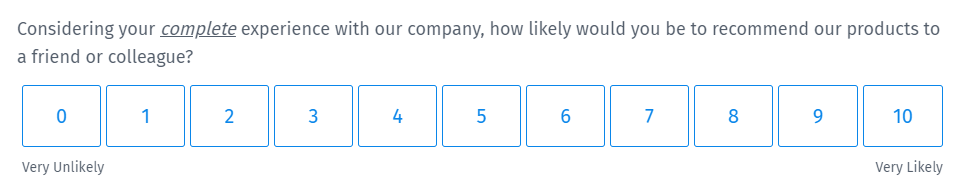 Considering your complete experience with our company, how likely would you be to recommend our products to
a friend or colleague?
0 1 2 3 4 5 6 7 8 9 10
Very Unlikely Very Likely